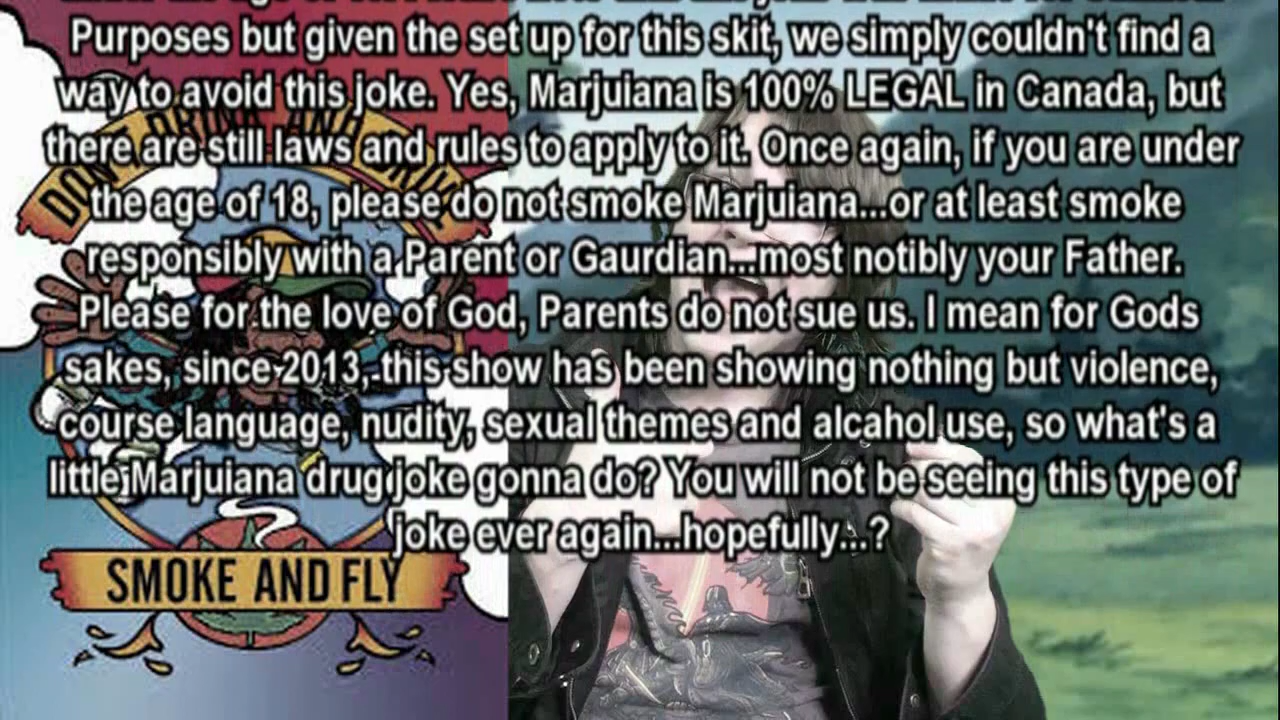 Purposes but given the set up for this skit, we simply couldn't find a
way to avoid this joke. Yes, Marjuiana is 100% LEGAL in Canada, but
there are still laws and rules to apply to it. Once again, if you are under
the age of 18, please do not smoke Marjuiana...or at least smoke
responsibly with a Parent or Gaurdian...most notibly your Father.
Please for the love of God, Parents do not sue us. I mean for Gods
sakes, since 2013, this show has been showing nothing but violence,
course language, nudity, sexual themes and alcahol use, so what's a
little Marjuiana drug joke gonna do? You will not be seeing this type of
joke ever again...hopefully...?
DON'T DRINK AND DRIVE
SMOKE AND FLY